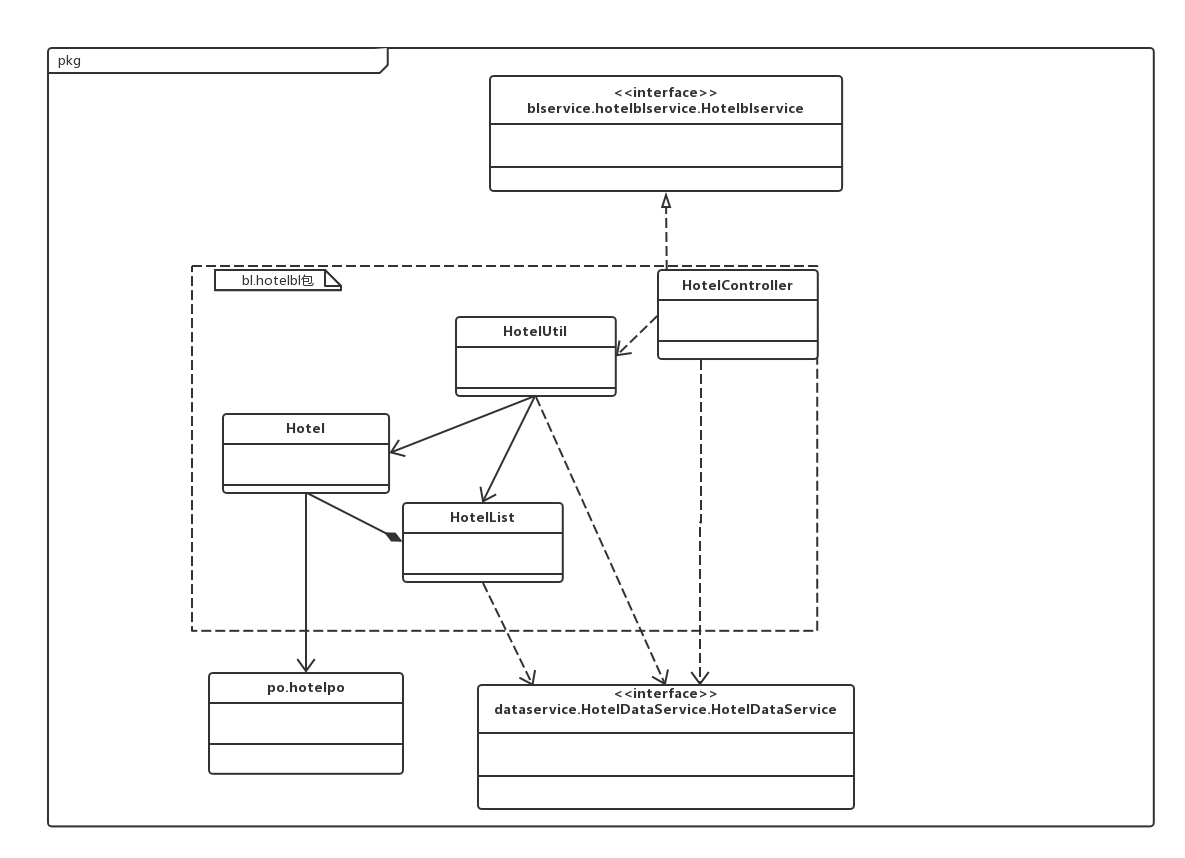 pkg
<<interface>>
blservice.hotelblservice.Hotelblservice
bl.hotelbl包
HotelController
HotelUtil
Hotel
HotelList
po.hotelpo
<<interface>>
dataservice.HotelDataService.HotelDataService